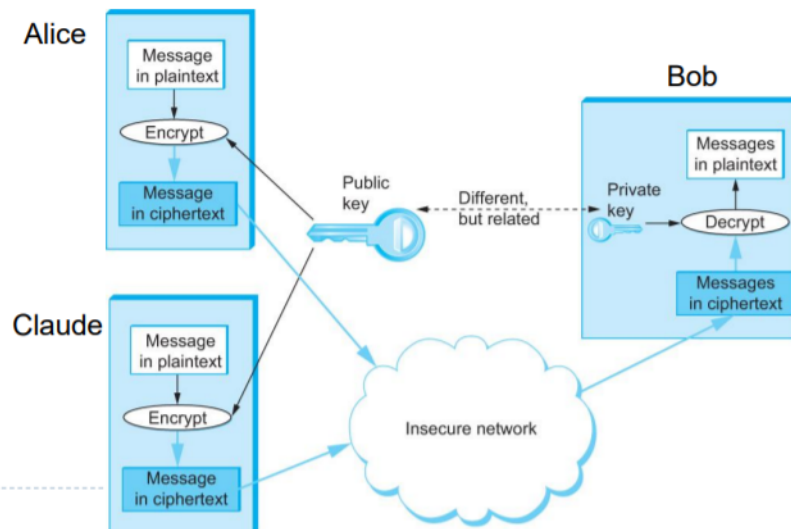 Alice
Message
in plaintext
Encrypt
Message
in ciphertext
Public
key
Different,
but related
Bob
Messages
in plaintext
Private
key
Decrypt
Messages
in ciphertext
Claude
Message
in plaintext
Encrypt
Message
in ciphertext
Insecure network